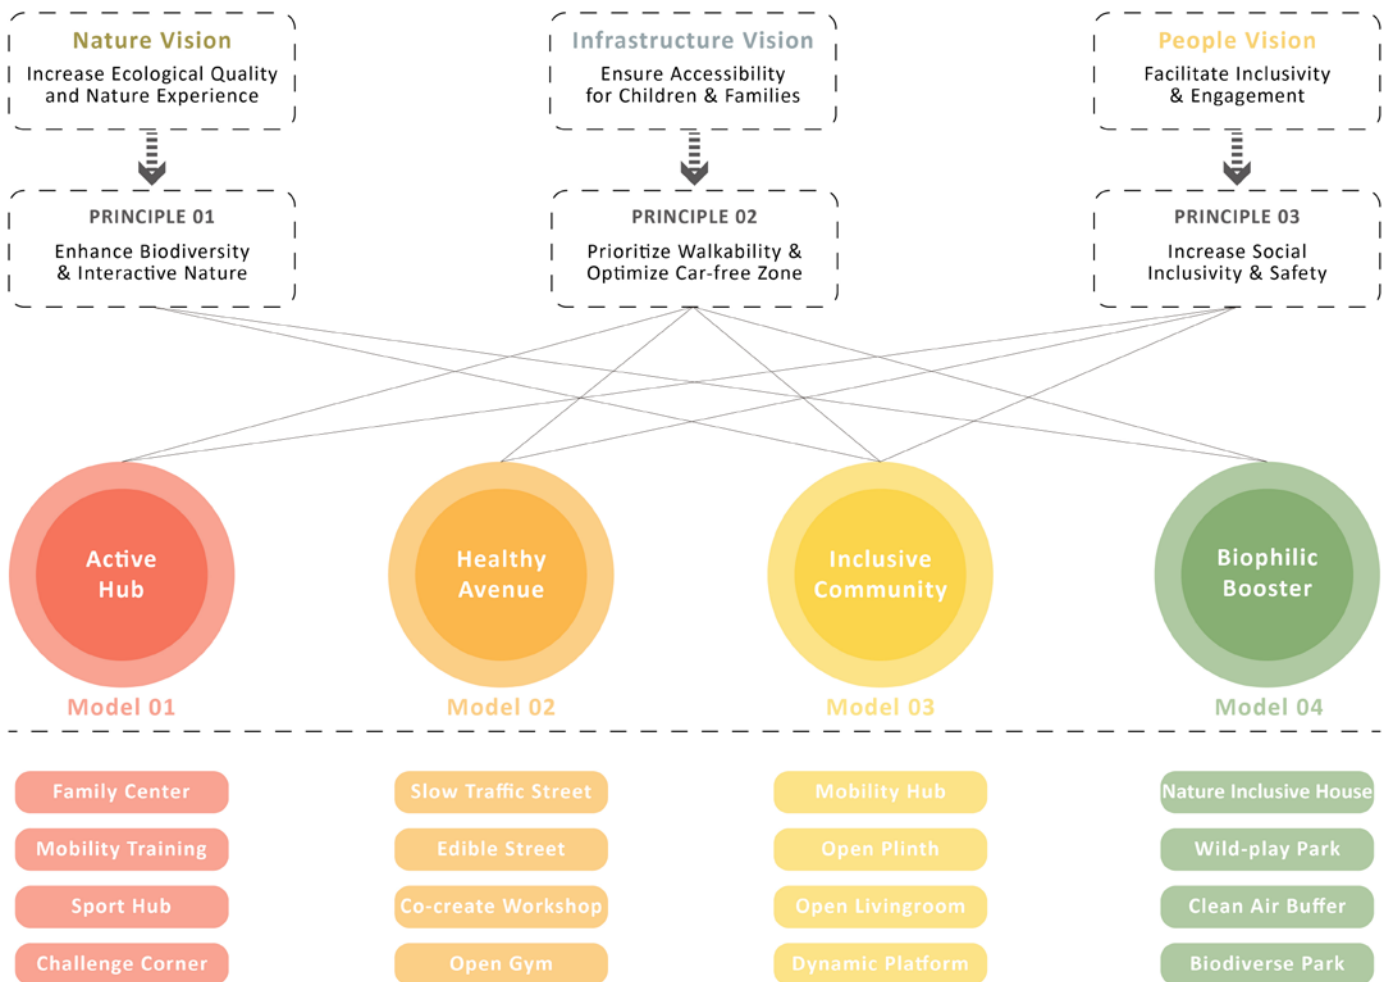 Nature Vision
Increase Ecological Quality
and Nature Experience
Infrastructure Vision
Ensure Accessibility
for Children & Families
People Vision
Facilitate Inclusivity
& Engagement
PRINCIPLE 01
Enhance Biodiversity
& Interactive Nature
PRINCIPLE 02
Prioritize Walkability &
Optimize Car-free Zone
PRINCIPLE 03
Increase Social
Inclusivity & Safety
Active
Hub
Healthy
Avenue
Inclusive
Community
Biophilic
Booster
Model 01
Model 02
Model 03
Model 04
Family Center
Mobility Training
Sport Hub
Challenge Corner
Slow Traffic Street
Edible Street
Co-create Workshop
Open Gym
Mobility Hub
Open Plinth
Open Livingroom
Dynamic Platform
Nature Inclusive House
Wild-play Park
Clean Air Buffer
Biodiverse Park